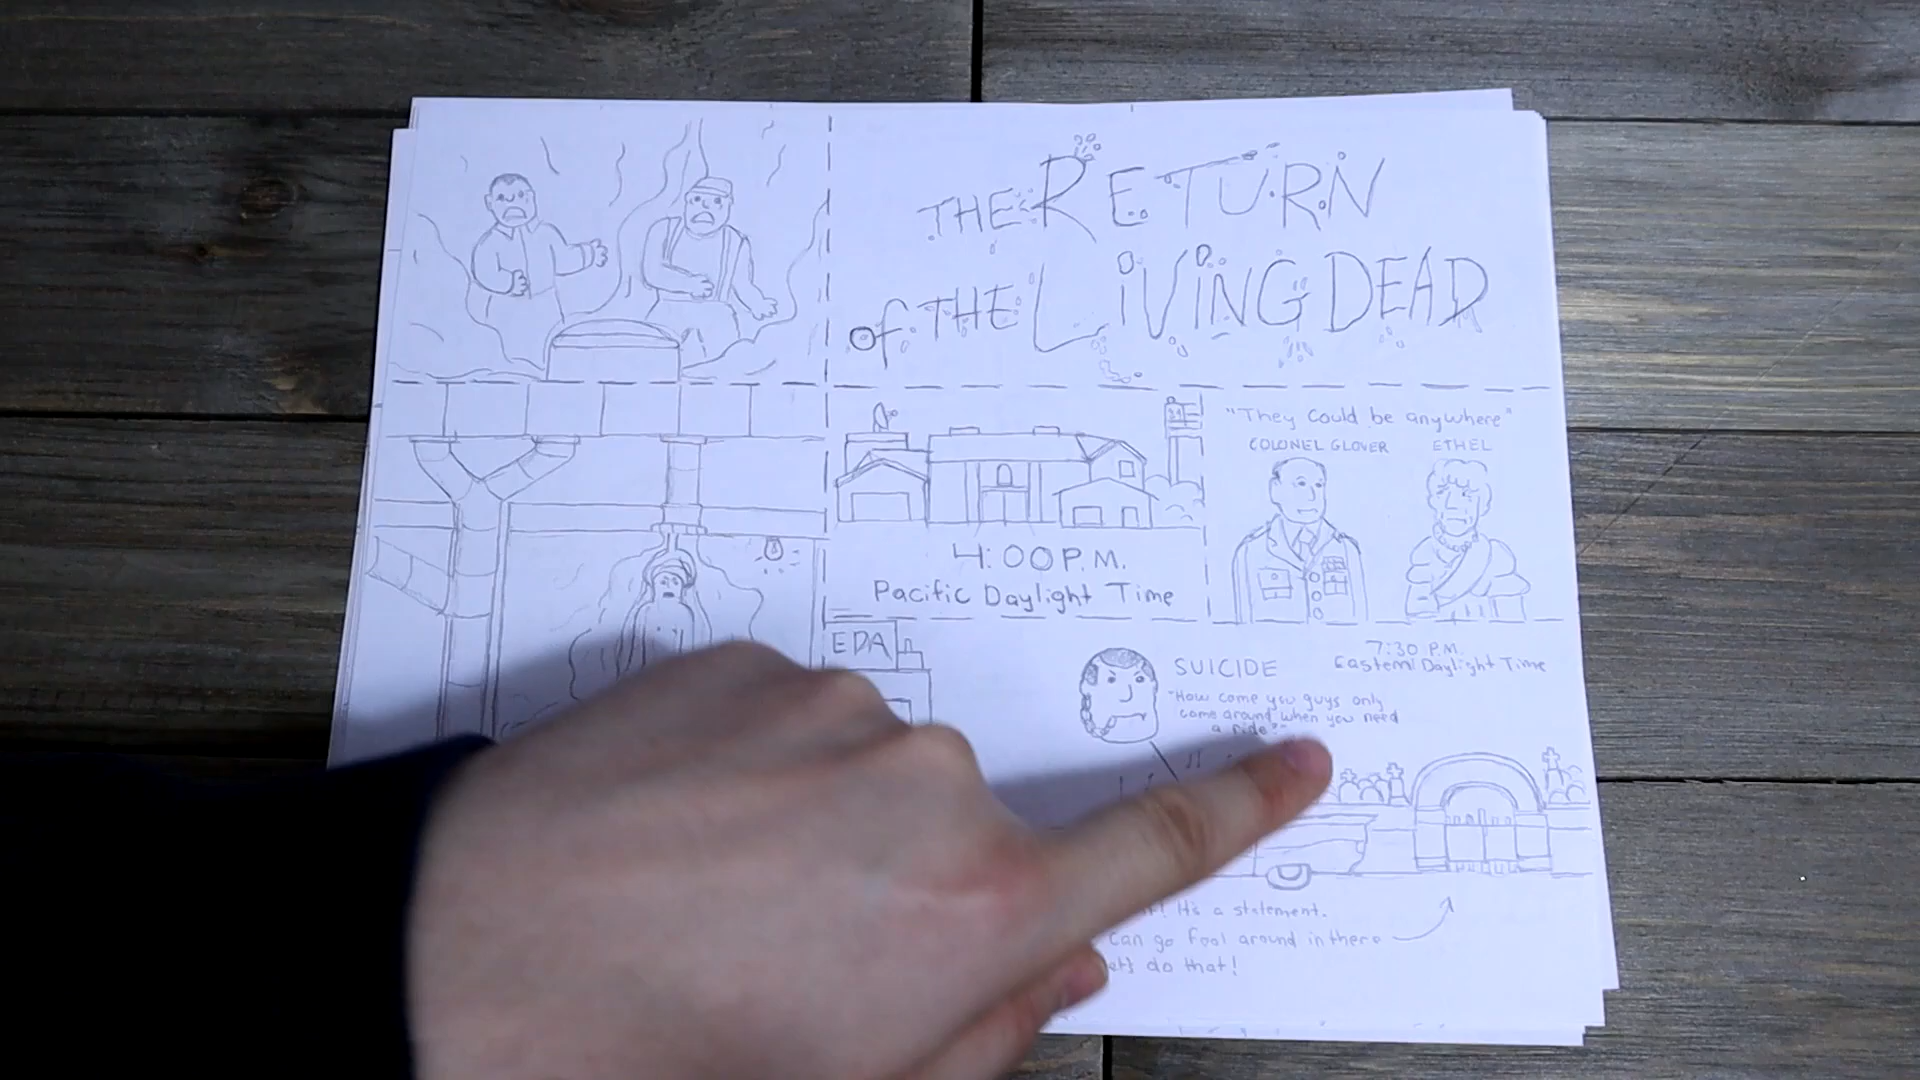 THE RETURN
of THE LiViNG DEAD
4:00 P.M.
Pacific Daylight Time
"They could be anywhere"
COLONEL GLOVER
ETHEL
EDA
SUICIDE
"How come you guys only
come around when you need
a ride?"
7:30 P.M.
Eastern Daylight Time
It's a statement.
can go fool around in there
let's do that!